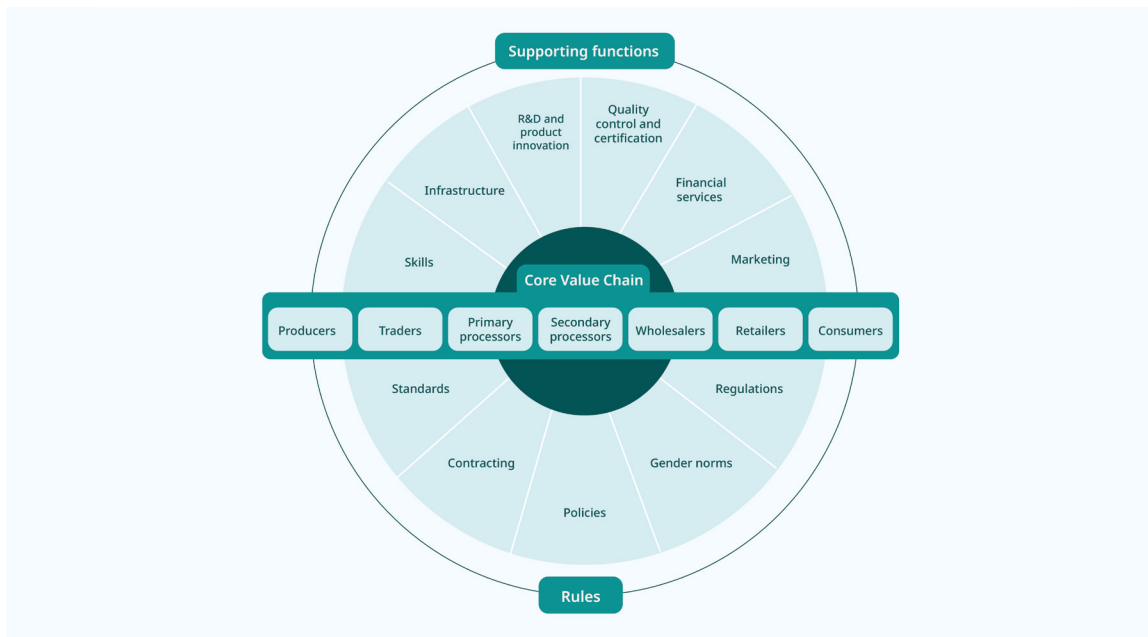 Supporting functions
R&D and
product
innovation
Quality
control and
certification
Infrastructure
Financial
services
Skills
Marketing
Core Value Chain
Producers
Traders
Primary
processors
Secondary
processors
Wholesalers
Retailers
Consumers
Standards
Regulations
Contracting
Gender norms
Policies
Rules